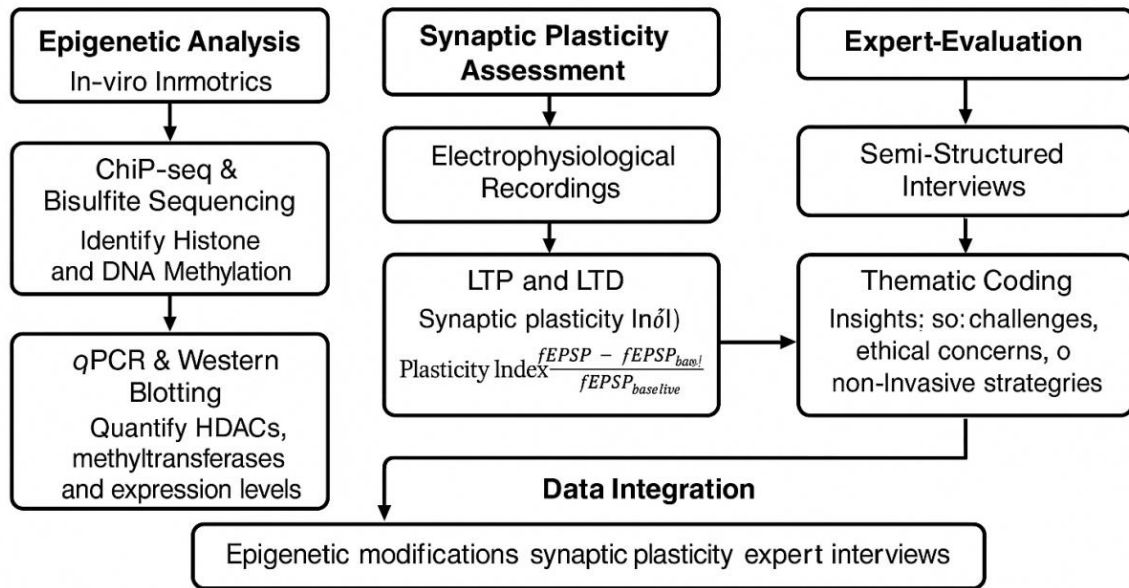 Epigenetic Analysis
In-viro Inrmotrics
ChiP-seq &
Bisulfite Sequencing
Identify Histone
and DNA Methylation
qPCR & Western
Blotting
Quantify HDACs,
methyltransferases
and expression levels
Synaptic Plasticity
Assessment
Electrophysiological
Recordings
LTP and LTD
Synaptic plasticity
Plasticity Index fEPSP − fEPSP
fEPSP baselive
Expert-Evaluation
Semi-Structured
Interviews
Thematic Coding
Insights; so: challenges,
ethical concerns, o
non-Invasive strategries
Data Integration
Epigenetic modifications synaptic plasticity expert interviews